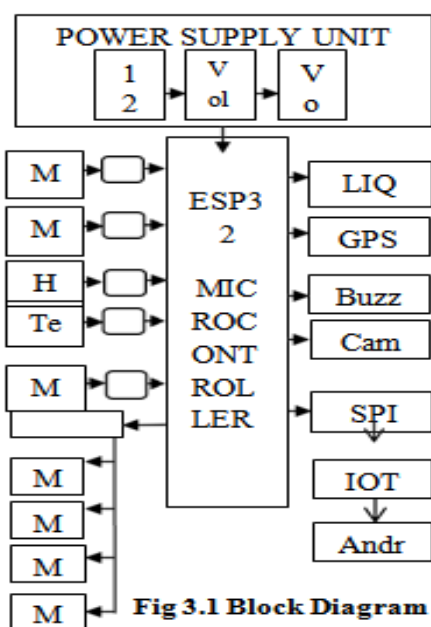 POWER SUPPLY UNIT
1
2
V
ol
V
o
M
M
H
Te
M
ESP3
2
MIC
ROC
ONT
ROL
LER
LIQ
GPS
Buzz
Cam
SPI
IOT
Andr
M
M
M
M
Fig 3.1 Block Diagram